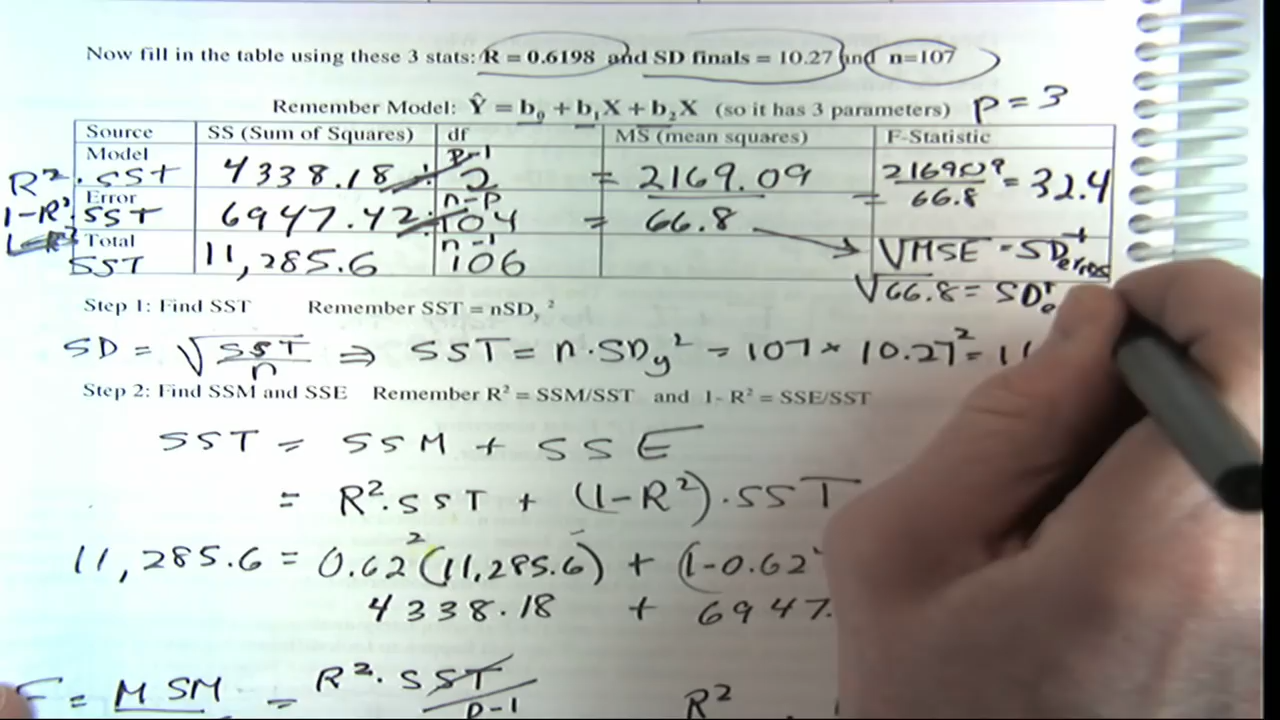 Now fill in the table using these 3 stats: R = 0.6198 and SD finals = 10.27 and n=107
Remember Model: Ŷ = b₀ + b₁X + b₂X (so it has 3 parameters) p = 3
Source SS (Sum of Squares) df MS (mean squares) F-Statistic
Model p-1
R²·SST 4338.18 ÷ 2 = 2169.09 216909/66.8 = 32.4
Error n-p
1-R²·SST 6947.42 ÷ 104 = 66.8
Total n-1
SST 11,285.6 106 √MSE = SD⁺errors
√66.8 = SD⁺e
Step 1: Find SST Remember SST = nSDy²
SD = √SST/n ⇒ SST = n·SDy² = 107 × 10.27² = 11
Step 2: Find SSM and SSE Remember R² = SSM/SST and 1- R² = SSE/SST
SST = SSM + SSE
= R²·SST + (1-R²)·SST
11,285.6 = 0.62²(11,285.6) + (1-0.62²
4338.18 + 6947.
F = MSM = R²·SST/p-1 R²